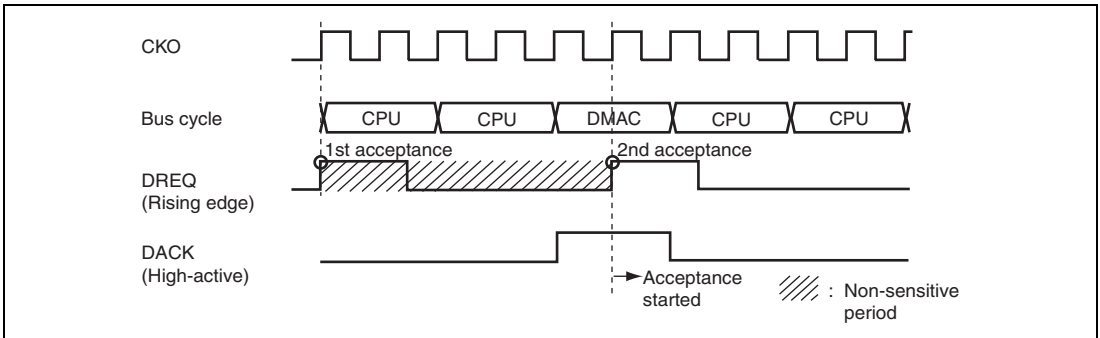 CKO
Bus cycle
CPU CPU DMAC CPU CPU
1st acceptance 2nd acceptance
DREQ
(Rising edge)
DACK
(High-active)
Acceptance
started
: Non-sensitive
period